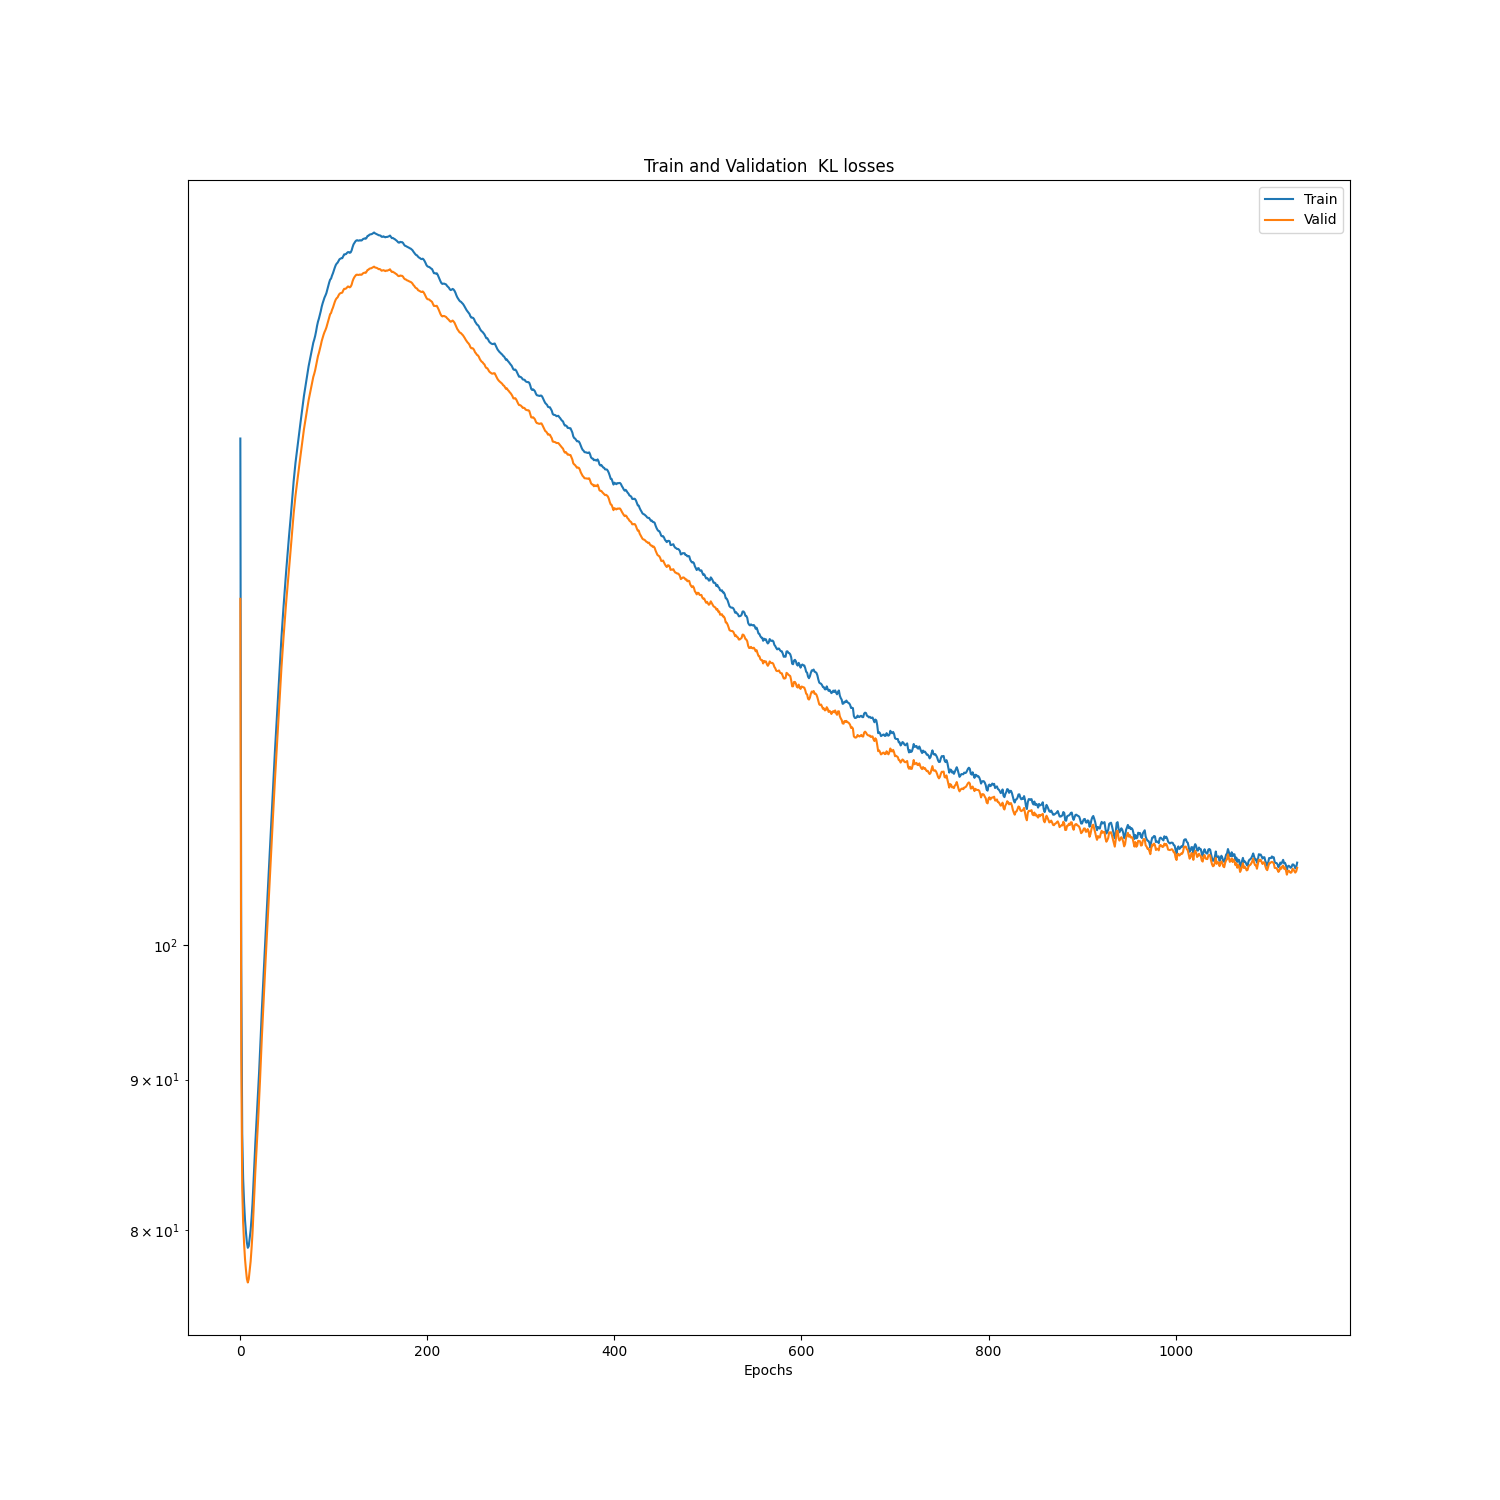 Train and Validation  KL losses
Train
Valid
10²
9 × 10¹
8 × 10¹
0 200 400 600 800 1000
Epochs